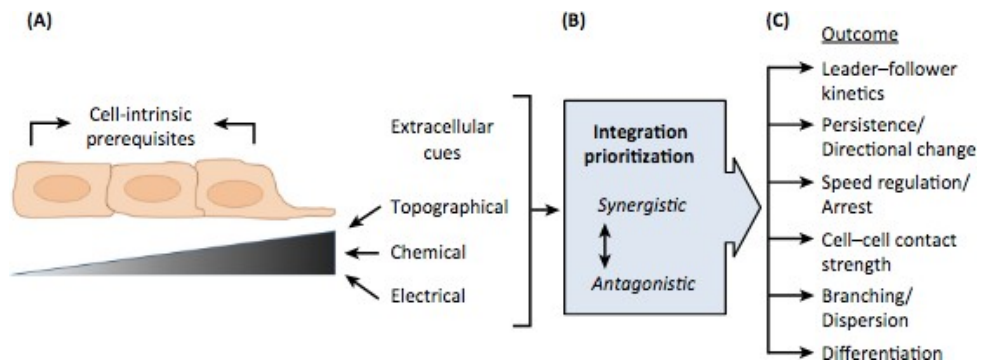 (A)
Cell-intrinsic
prerequisites
Extracellular
cues
Topographical
Chemical
Electrical
(B)
Integration
prioritization
Synergistic
Antagonistic
(C)
Outcome
Leader–follower
kinetics
Persistence/
Directional change
Speed regulation/
Arrest
Cell–cell contact
strength
Branching/
Dispersion
Differentiation